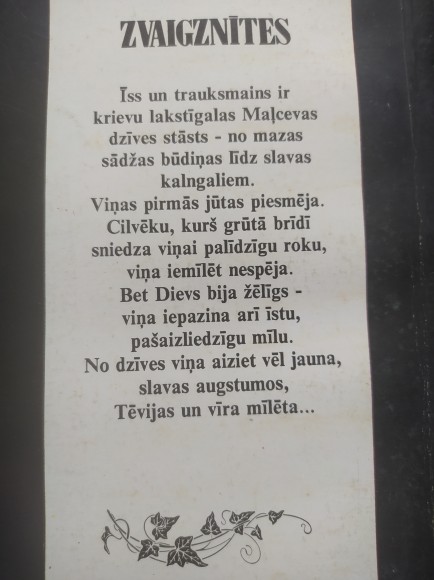 ZVAIGZNĪTES
Īss un trauksmains ir
krievu lakstīgalas Maļcevas
dzīves stāsts - no mazas
sādžas būdiņas līdz slavas
kalngaliem.
Viņas pirmās jūtas piesmēja.
Cilvēku, kurš grūtā brīdī
sniedza viņai palīdzīgu roku,
viņa iemīlēt nespēja.
Bet Dievs bija žēlīgs -
viņa iepazina arī īstu,
pašaizliedzīgu mīlu.
No dzīves viņa aiziet vēl jauna,
slavas augstumos,
Tēvijas un vīra mīlēta...